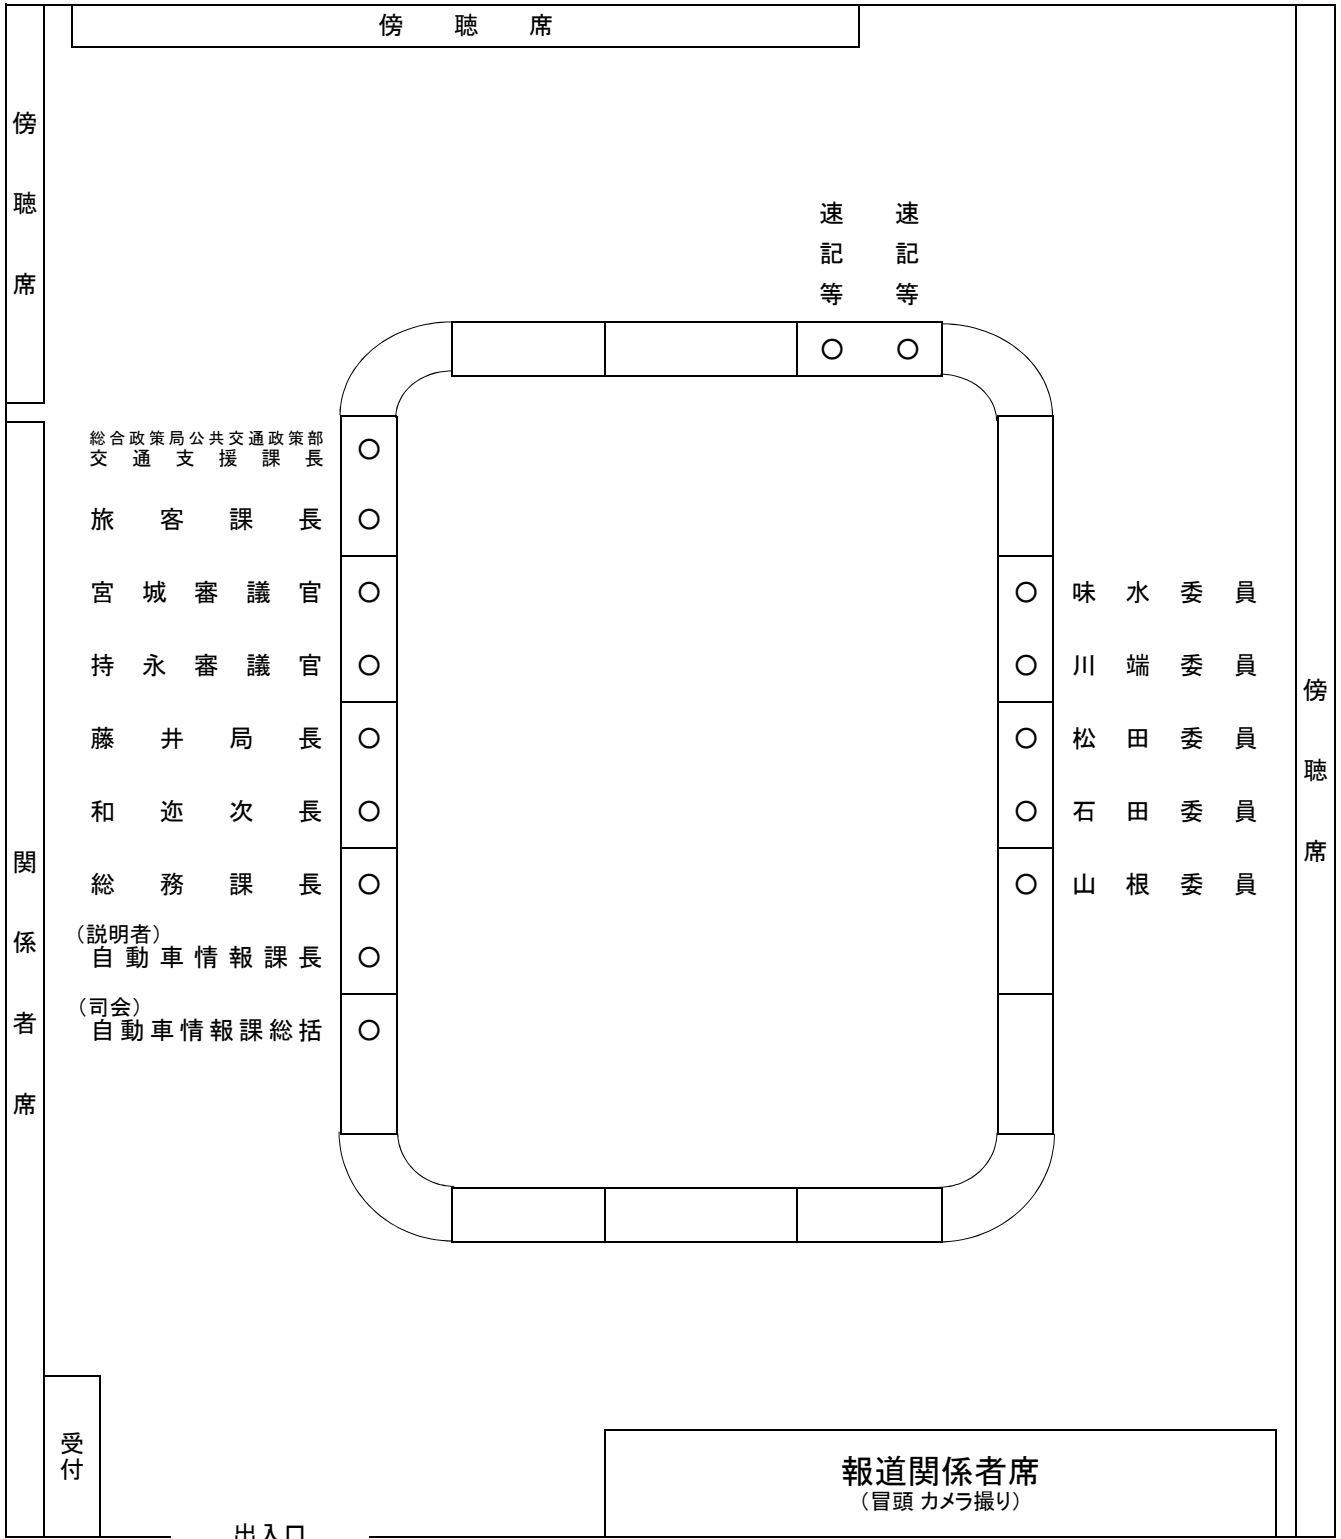 傍聴席
傍聴席
速記等
速記等
総合政策局公共交通政策部
交通支援課長
旅客課長
宮城審議官
持永審議官
藤井局長
和迩次長
総務課長
（説明者）
自動車情報課長
（司会）
自動車情報課総括
味水委員
川端委員
松田委員
石田委員
山根委員
傍聴席
関係者席
受付
報道関係者席
（冒頭 カメラ撮り）
出入口